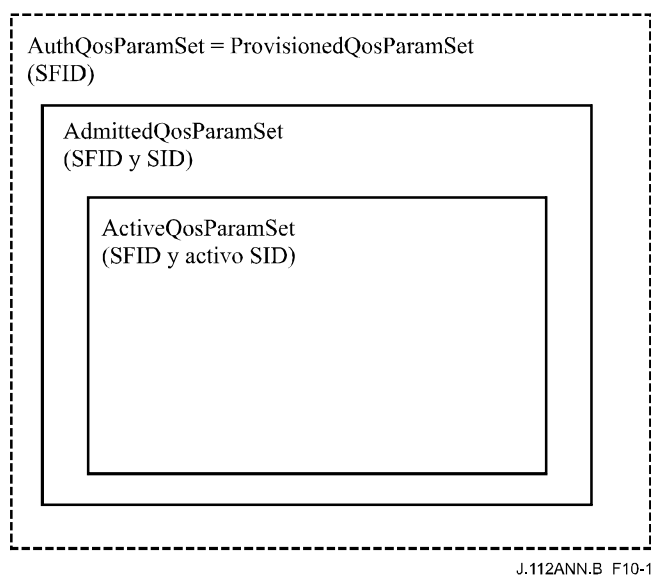 AuthQosParamSet = ProvisionedQosParamSet
(SFID)
AdmittedQosParamSet
(SFID y SID)
ActiveQosParamSet
(SFID y activo SID)
J.112ANN.B F10-1